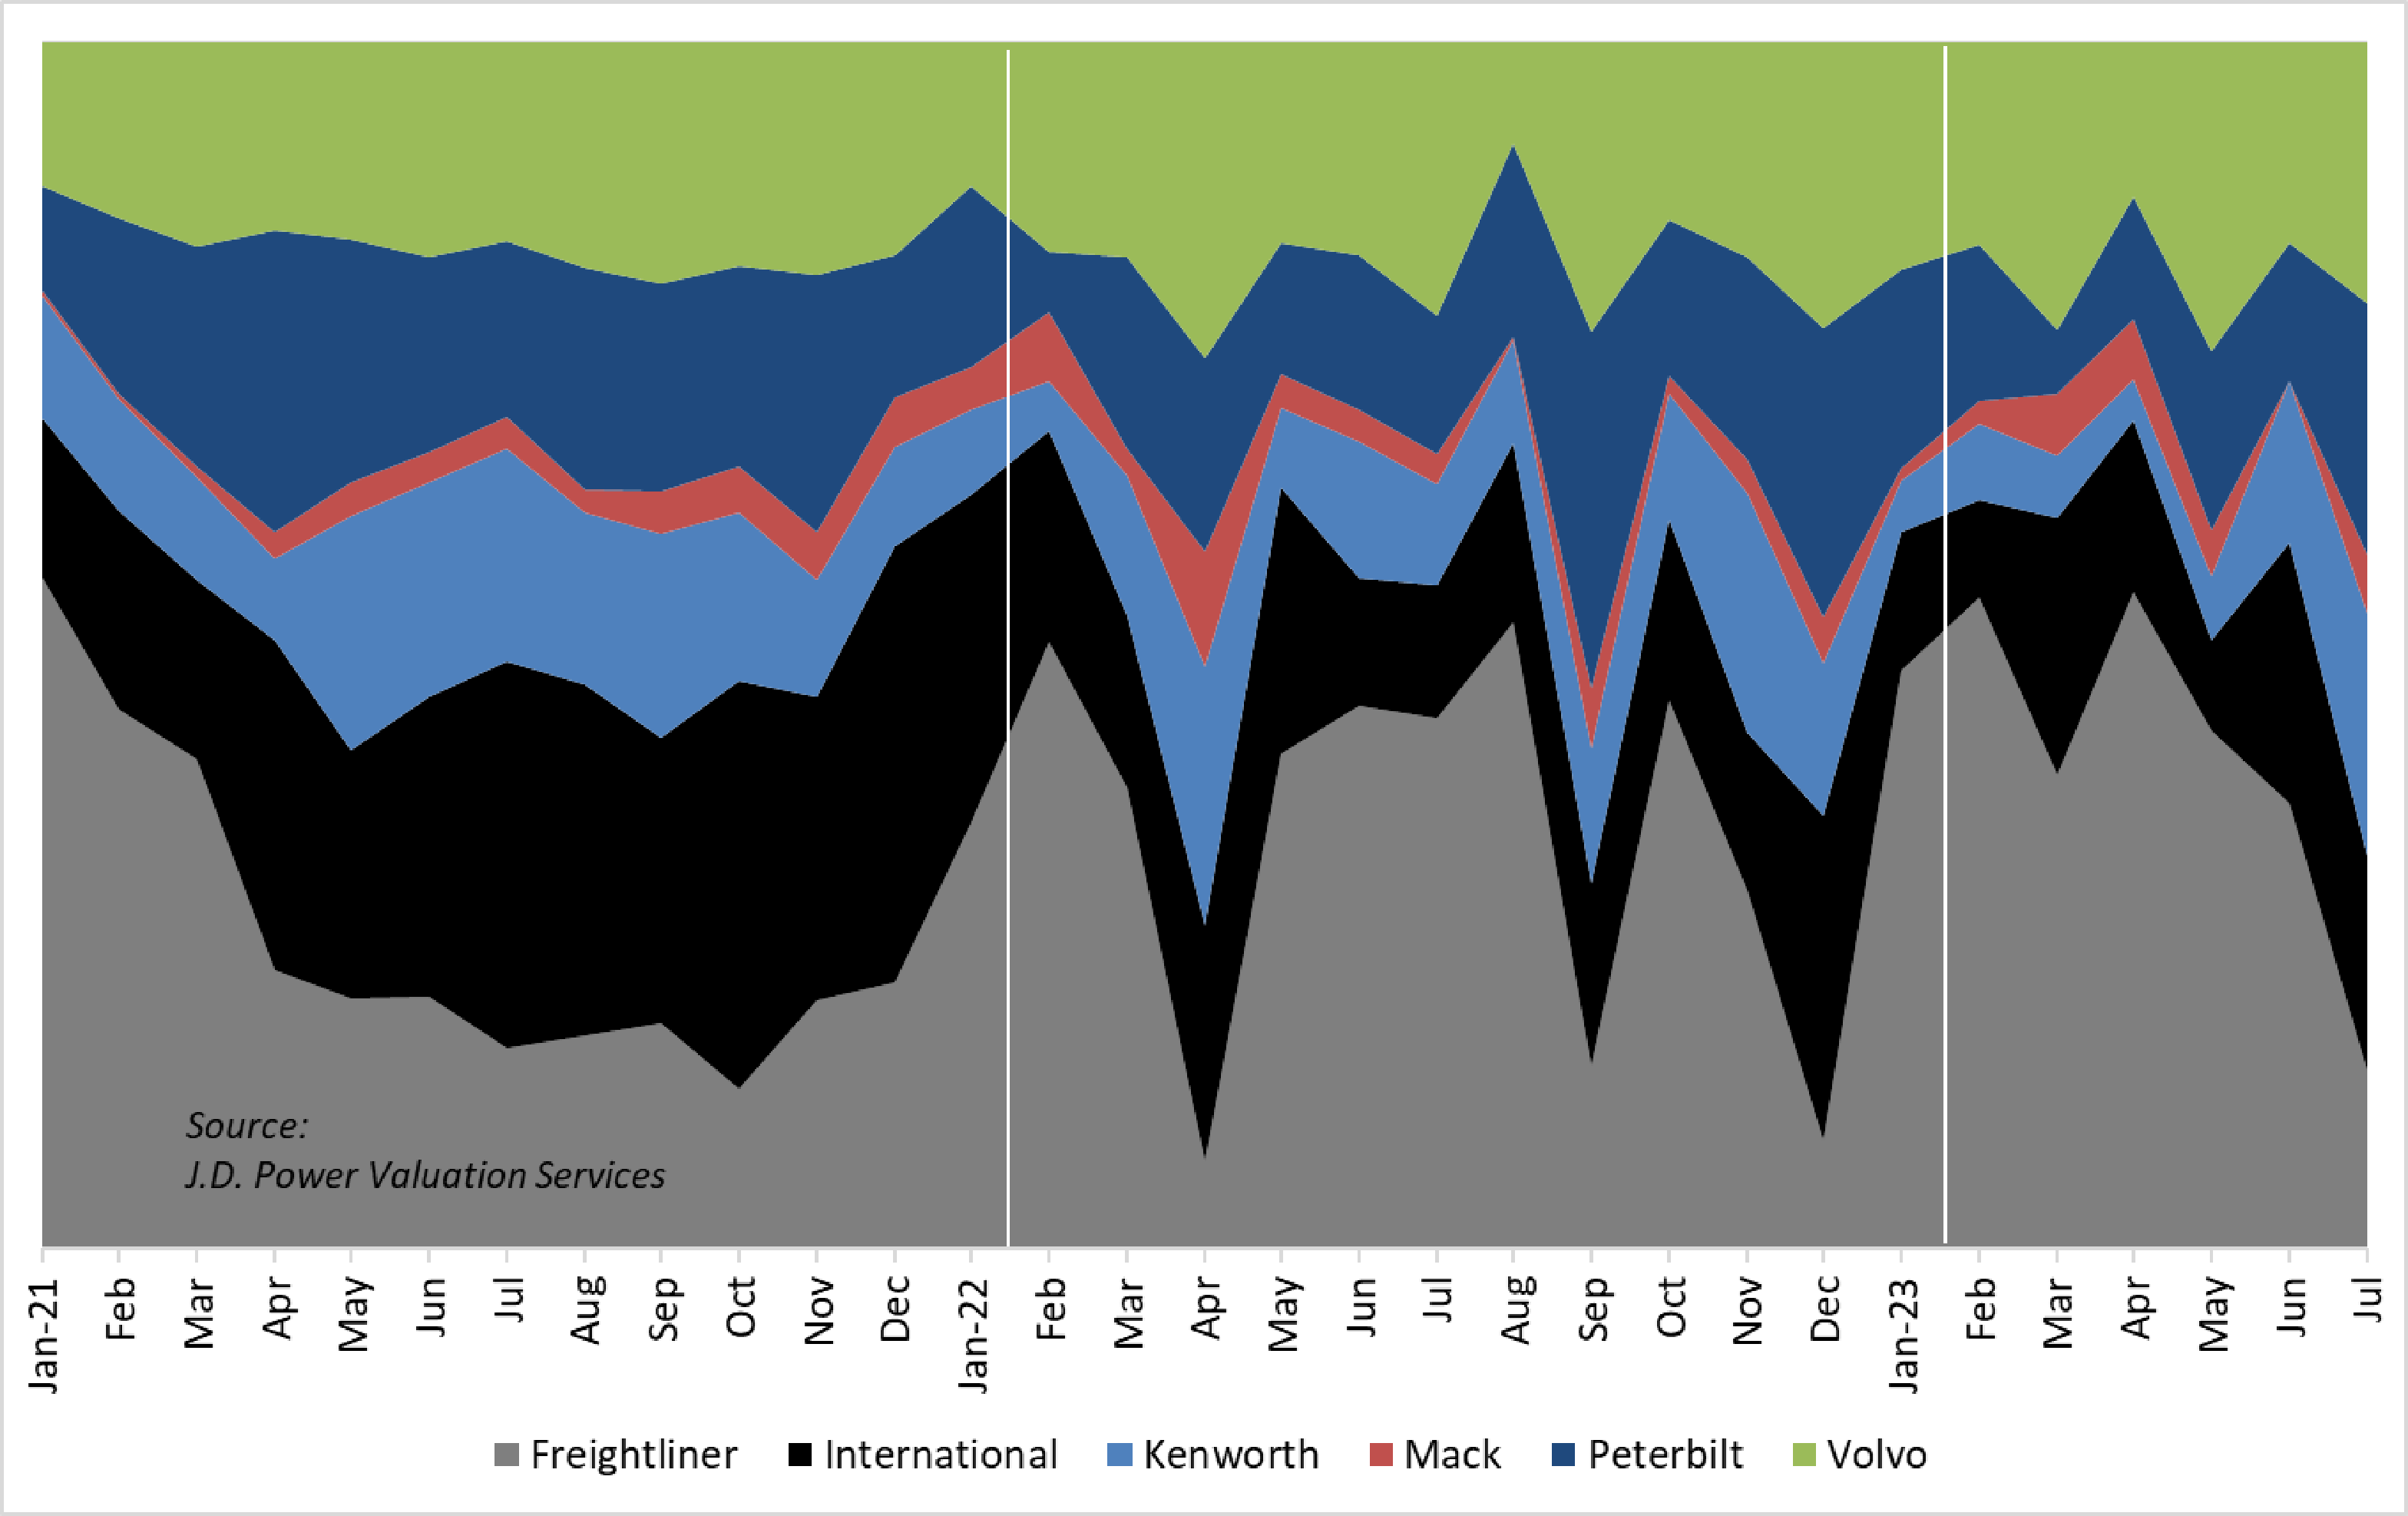 Source:
J.D. Power Valuation Services
Jan-21 Feb Mar Apr May Jun Jul Aug Sep Oct Nov Dec Jan-22 Feb Mar Apr May Jun Jul Aug Sep Oct Nov Dec Jan-23 Feb Mar Apr May Jun Jul
Freightliner International Kenworth Mack Peterbilt Volvo